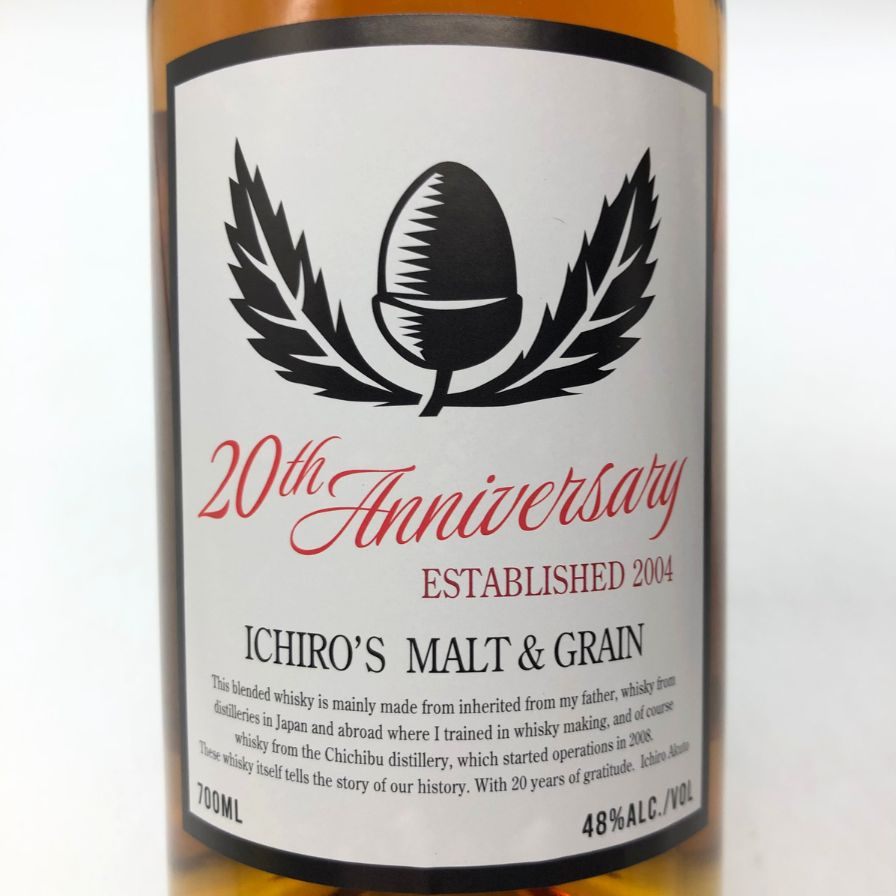 20th Anniversary
ESTABLISHED 2004
ICHIRO'S MALT & GRAIN
This blended whisky is mainly made from inherited from my father, whisky from
distilleries in Japan and abroad where I trained in whisky making, and of course
whisky from the Chichibu distillery, which started operations in 2008.
These whisky itself tells the story of our history. With 20 years of gratitude. Ichiro Akuto
700ML
48%ALC./VOL